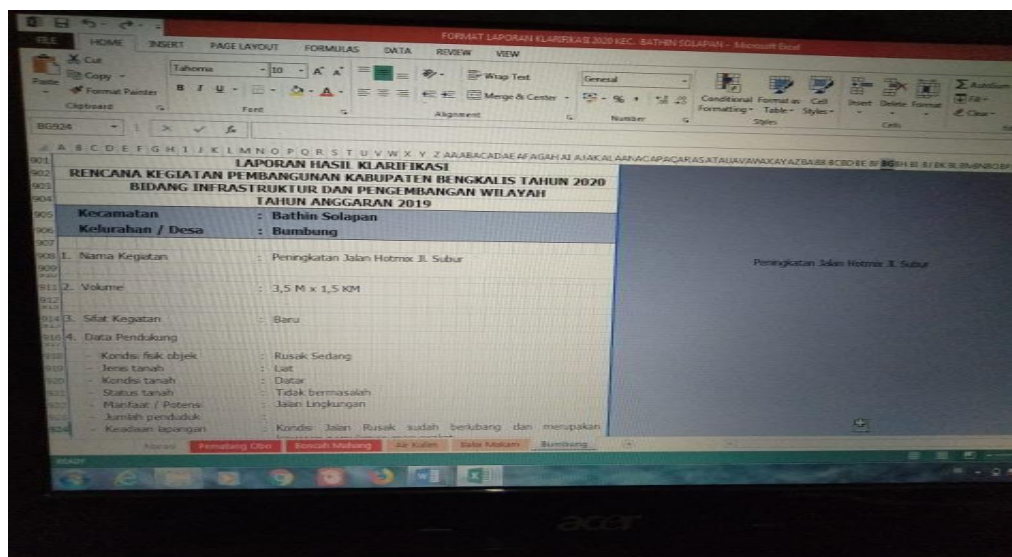 FORMAT LAPORAN KLARIFIKASI 2020 KEC. BATHIN SOLAPAN - Microsoft Excel
FILE HOME INSERT PAGE LAYOUT FORMULAS DATA REVIEW VIEW
Cut
Copy
Format Painter
Paste
Clipboard
Tahoma 10
B I U
Font
Wrap Text
Merge & Center
Alignment
General
Number
Conditional Formatting
Format as Table
Cell Styles
Styles
Insert Delete Format
Cells
AutoSum
Fill
Clear
BG924
LAPORAN HASIL KLARIFIKASI
RENCANA KEGIATAN PEMBANGUNAN KABUPATEN BENGKALIS TAHUN 2020
BIDANG INFRASTRUKTUR DAN PENGEMBANGAN WILAYAH
TAHUN ANGGARAN 2019
Kecamatan : Bathin Solapan
Kelurahan / Desa : Bumbung
1. Nama Kegiatan : Peningkatan Jalan Hotmix Jl. Subur
Peningkatan Jalan Hotmix Jl. Subur
2. Volume : 3,5 M x 1,5 KM
3. Sifat Kegiatan : Baru
4. Data Pendukung
- Kondisi fisik objek : Rusak Sedang
- Jenis tanah : Liat
- Kondisi tanah : Datar
- Status tanah : Tidak bermasalah
- Manfaat / Potensi : Jalan Lingkungan
- Jumlah penduduk :
- Keadaan lapangan : Kondisi Jalan Rusak sudah berlubang dan merupakan
Pematang Obo Boncah Mahang Air Kulim Balai Makam Bumbung
READY
acer